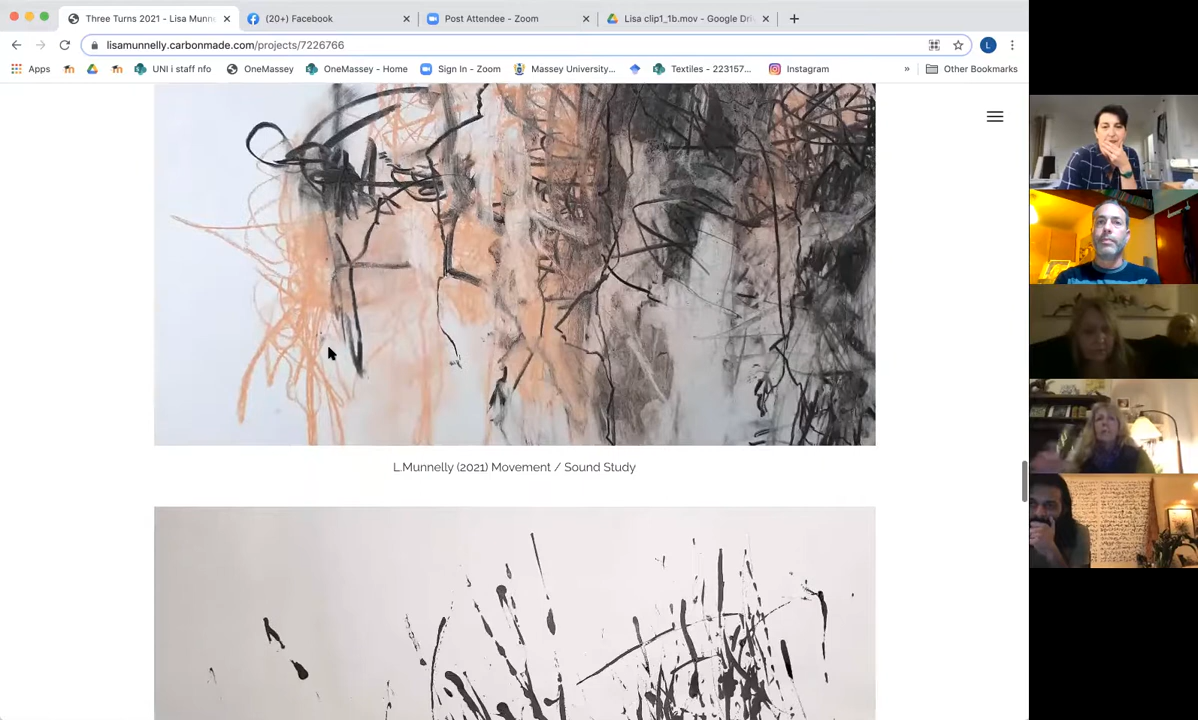 Three Turns 2021 - Lisa Munne
(20+) Facebook
Post Attendee - Zoom
Lisa clip1_1b.mov - Google Dri
lisamunnelly.carbonmade.com/projects/7226766
L
Apps
UNI i staff nfo
OneMassey
OneMassey - Home
Sign In - Zoom
Massey University...
Textiles - 223157...
Instagram
»
Other Bookmarks
L.Munnelly (2021) Movement / Sound Study